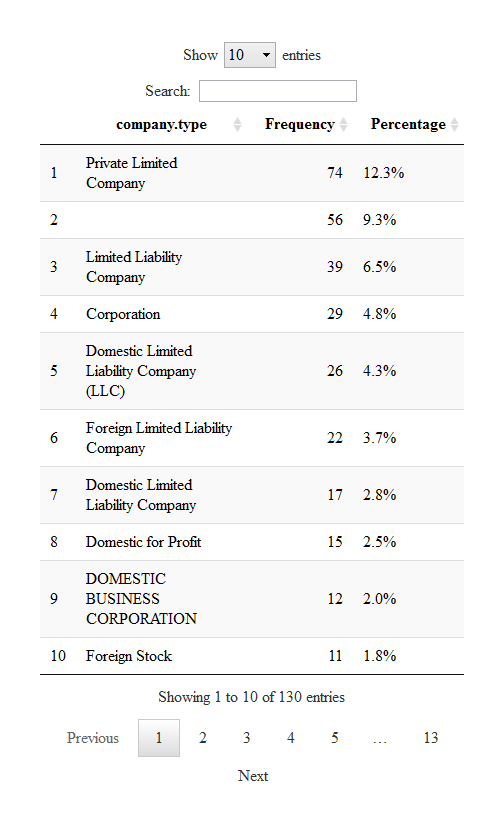 Show 10 entries
Search:
company.type Frequency Percentage
1 Private Limited Company 74 12.3%
2 56 9.3%
3 Limited Liability Company 39 6.5%
4 Corporation 29 4.8%
5 Domestic Limited Liability Company (LLC) 26 4.3%
6 Foreign Limited Liability Company 22 3.7%
7 Domestic Limited Liability Company 17 2.8%
8 Domestic for Profit 15 2.5%
9 DOMESTIC BUSINESS CORPORATION 12 2.0%
10 Foreign Stock 11 1.8%
Showing 1 to 10 of 130 entries
Previous 1 2 3 4 5 … 13
Next